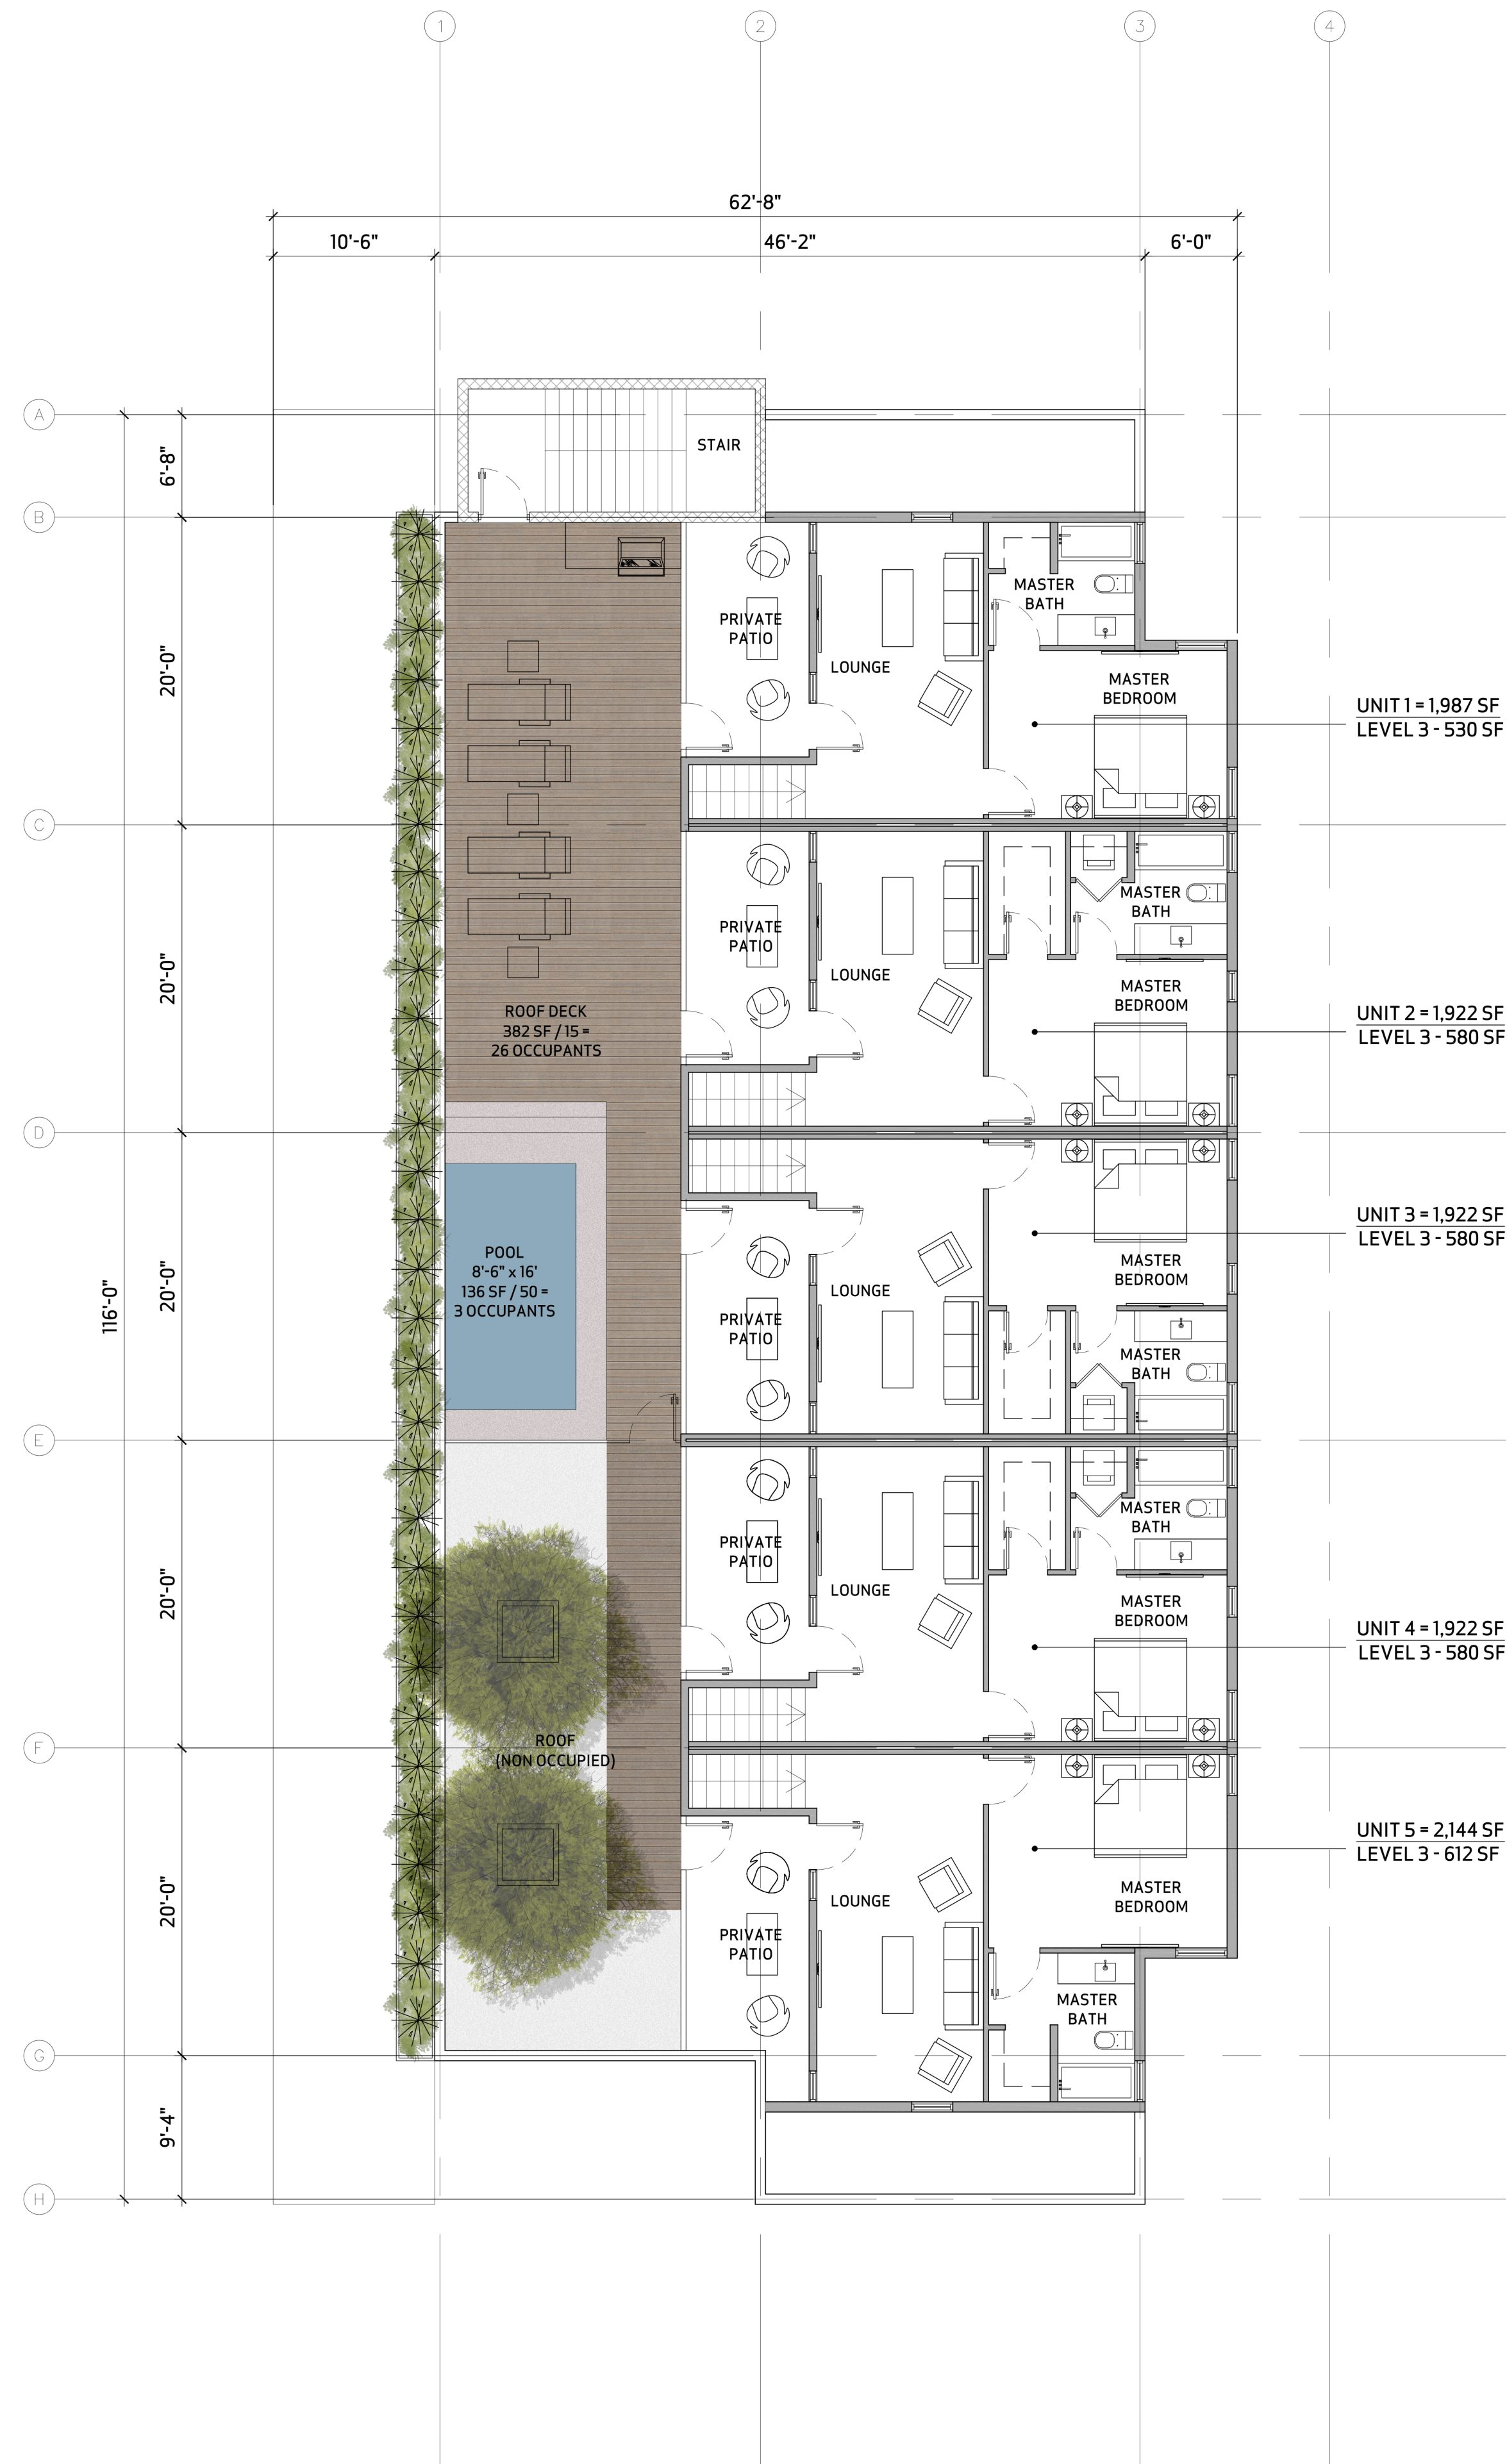 1
2
3
4
62'-8"
10'-6"
46'-2"
6'-0"
A
6'-8"
STAIR
B
20'-0"
MASTER
BATH
PRIVATE
PATIO
LOUNGE
MASTER
BEDROOM
UNIT 1 = 1,987 SF
LEVEL 3 - 530 SF
C
20'-0"
MASTER
BATH
PRIVATE
PATIO
LOUNGE
MASTER
BEDROOM
ROOF DECK
382 SF / 15 =
26 OCCUPANTS
UNIT 2 = 1,922 SF
LEVEL 3 - 580 SF
D
116'-0"
20'-0"
POOL
8'-6" x 16'
136 SF / 50 =
3 OCCUPANTS
UNIT 3 = 1,922 SF
LEVEL 3 - 580 SF
MASTER
BEDROOM
LOUNGE
PRIVATE
PATIO
MASTER
BATH
E
20'-0"
MASTER
BATH
PRIVATE
PATIO
LOUNGE
MASTER
BEDROOM
UNIT 4 = 1,922 SF
LEVEL 3 - 580 SF
F
ROOF
(NON OCCUPIED)
20'-0"
UNIT 5 = 2,144 SF
LEVEL 3 - 612 SF
MASTER
BEDROOM
LOUNGE
PRIVATE
PATIO
MASTER
BATH
G
9'-4"
H